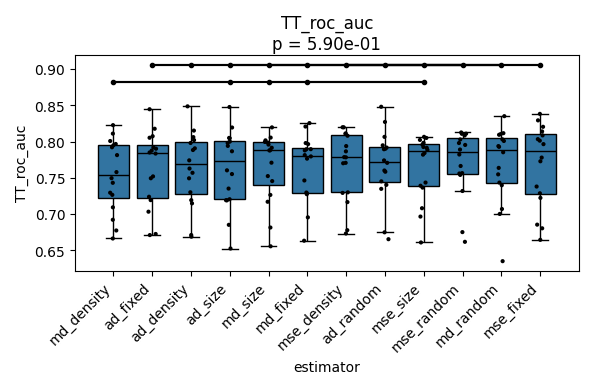 TT_roc_auc
p = 5.90e-01
TT_roc_auc
0.90
0.85
0.80
0.75
0.70
0.65
md_density
ad_fixed
ad_density
ad_size
md_size
md_fixed
mse_density
ad_random
mse_size
mse_random
md_random
mse_fixed
estimator